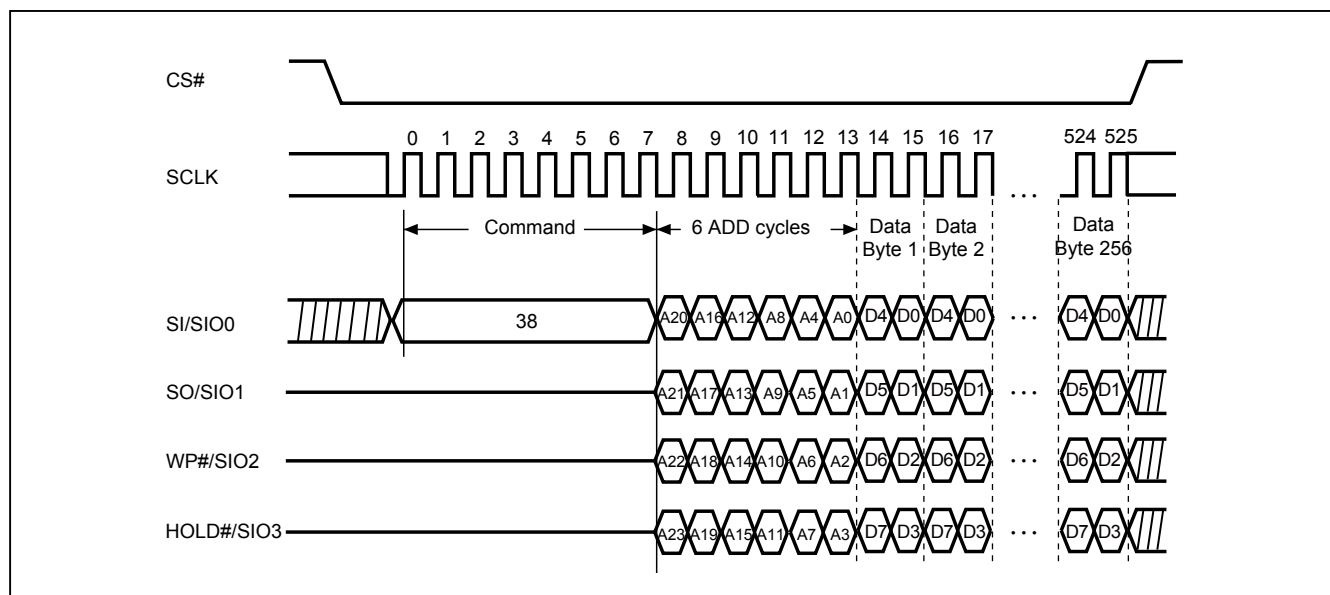 CS#
0 1 2 3 4 5 6 7 8 9 10 11 12 13 14 15 16 17 524 525
SCLK
...
Command 6 ADD cycles Data Byte 1 Data Byte 2 Data Byte 256
SI/SIO0 38 A20 A16 A12 A8 A4 A0 D4 D0 D4 D0 ... D4 D0
SO/SIO1 A21 A17 A13 A9 A5 A1 D5 D1 D5 D1 ... D5 D1
WP#/SIO2 A22 A18 A14 A10 A6 A2 D6 D2 D6 D2 ... D6 D2
HOLD#/SIO3 A23 A19 A15 A11 A7 A3 D7 D3 D7 D3 ... D7 D3